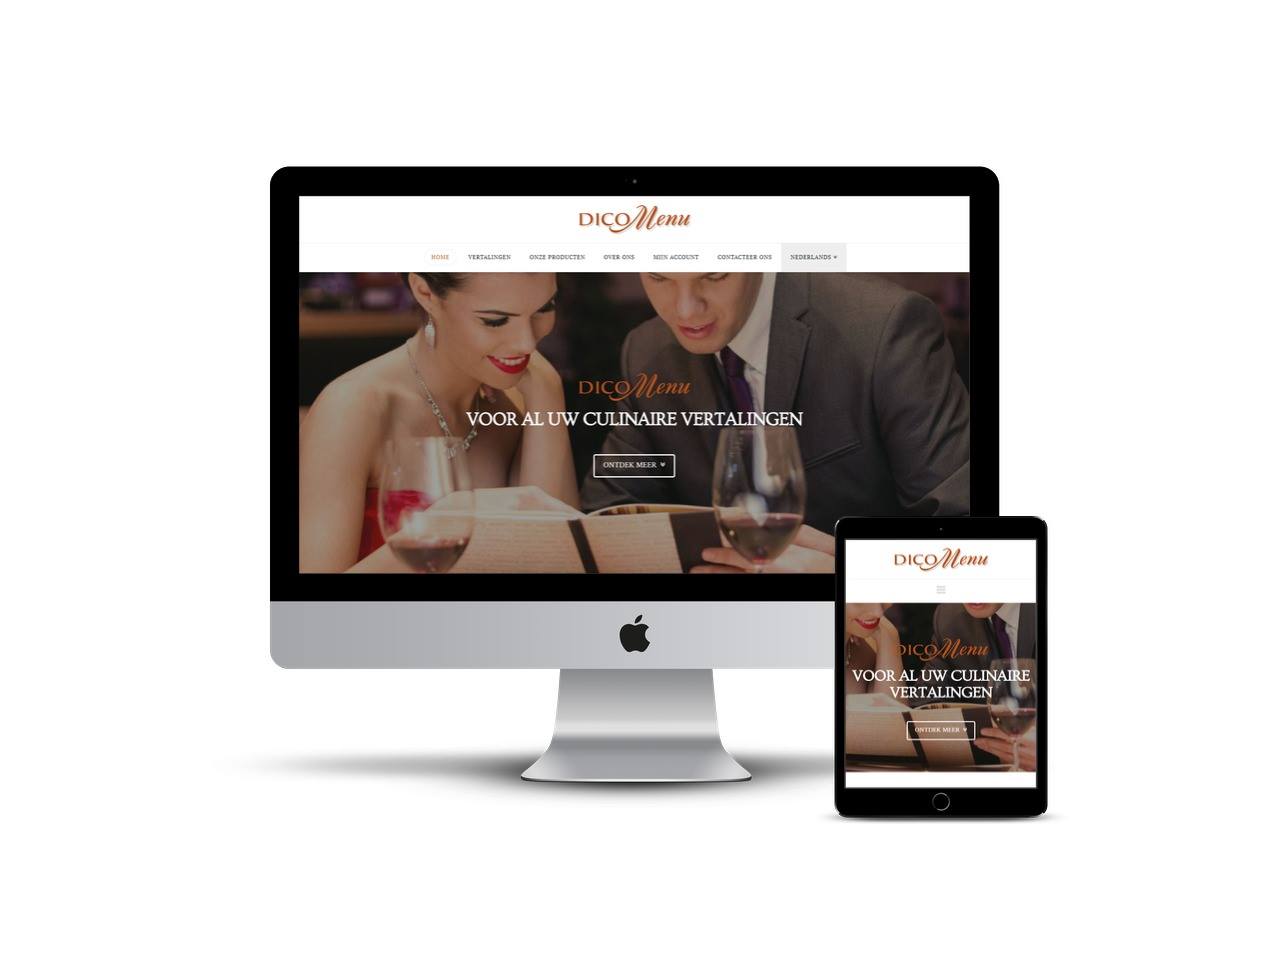 DICOMenu
HOME VERTALINGEN ONZE PRODUCTEN OVER ONS MIJN ACCOUNT CONTACTEER ONS NEDERLANDS
DICOMenu
VOOR AL UW CULINAIRE VERTALINGEN
ONTDEK MEER
DICOMenu
DICOMenu
VOOR AL UW CULINAIRE
VERTALINGEN
ONTDEK MEER